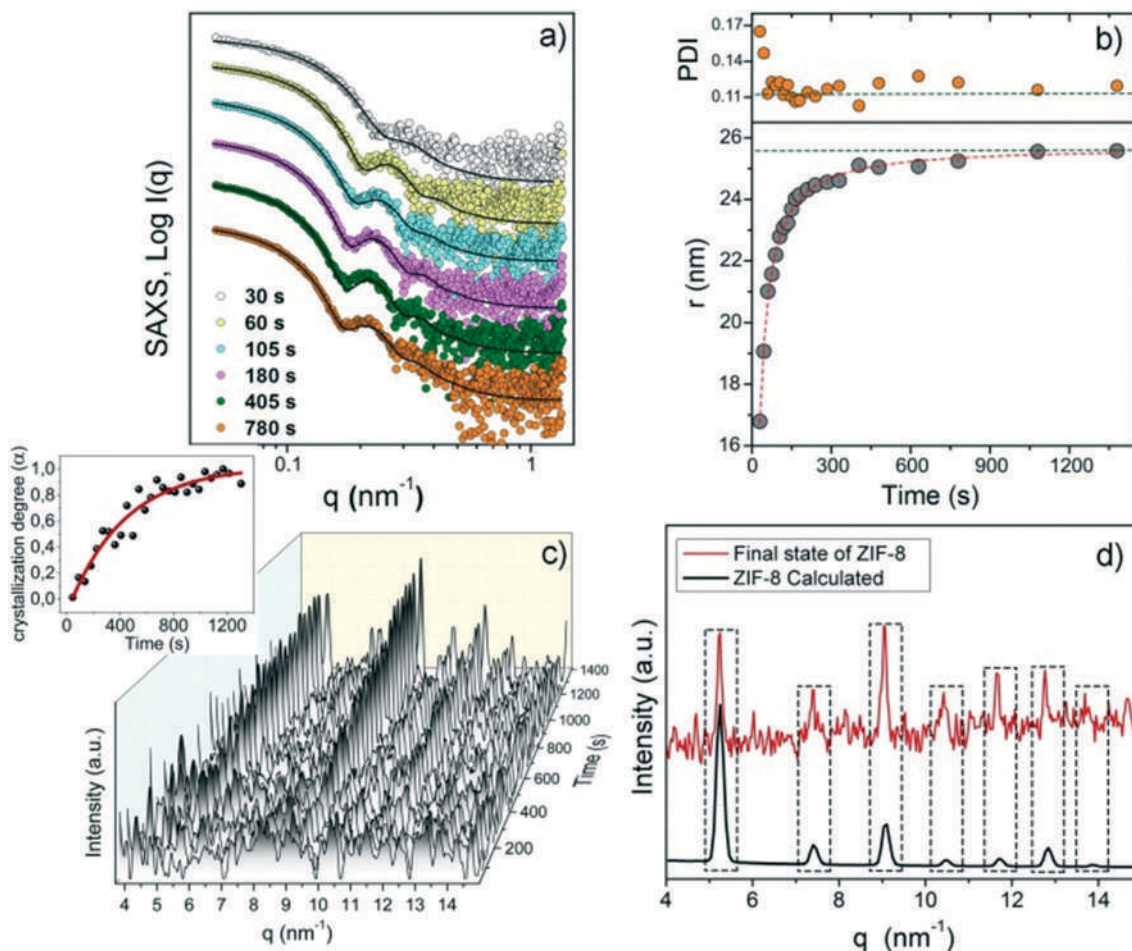 a)
SAXS, Log I(q)
30 s
60 s
105 s
180 s
405 s
780 s
0.1 1
q (nm⁻¹)
b)
PDI
0.17
0.14
0.11
r (nm)
26
24
22
20
18
16
0 300 600 900 1200
Time (s)
crystallization degree (α)
1,0
0,8
0,6
0,4
0,2
0,0
0 400 800 1200
Time (s)
c)
Intensity (a.u.)
4 5 6 7 8 9 10 11 12 13 14
q (nm⁻¹)
200
400
600
800
1000
1200
1400
Time (s)
d)
Final state of ZIF-8
ZIF-8 Calculated
Intensity (a.u.)
4 6 8 10 12 14
q (nm⁻¹)